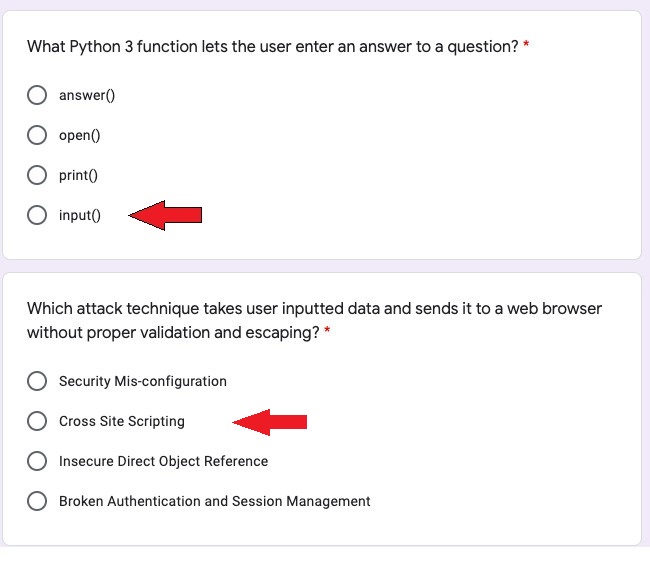 What Python 3 function lets the user enter an answer to a question? *
answer()
open()
print()
input()
Which attack technique takes user inputted data and sends it to a web browser
without proper validation and escaping? *
Security Mis-configuration
Cross Site Scripting
Insecure Direct Object Reference
Broken Authentication and Session Management